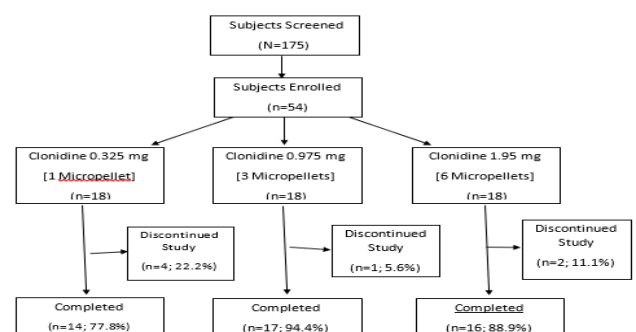 Subjects Screened
(N=175)
Subjects Enrolled
(n=54)
Clonidine 0.325 mg
[1 Micropellet]
(n=18)
Clonidine 0.975 mg
[3 Micropellets]
(n=18)
Clonidine 1.95 mg
[6 Micropellets]
(n=18)
Discontinued
Study
(n=4; 22.2%)
Discontinued
Study
(n=1; 5.6%)
Discontinued
Study
(n=2; 11.1%)
Completed
(n=14; 77.8%)
Completed
(n=17; 94.4%)
Completed
(n=16; 88.9%)